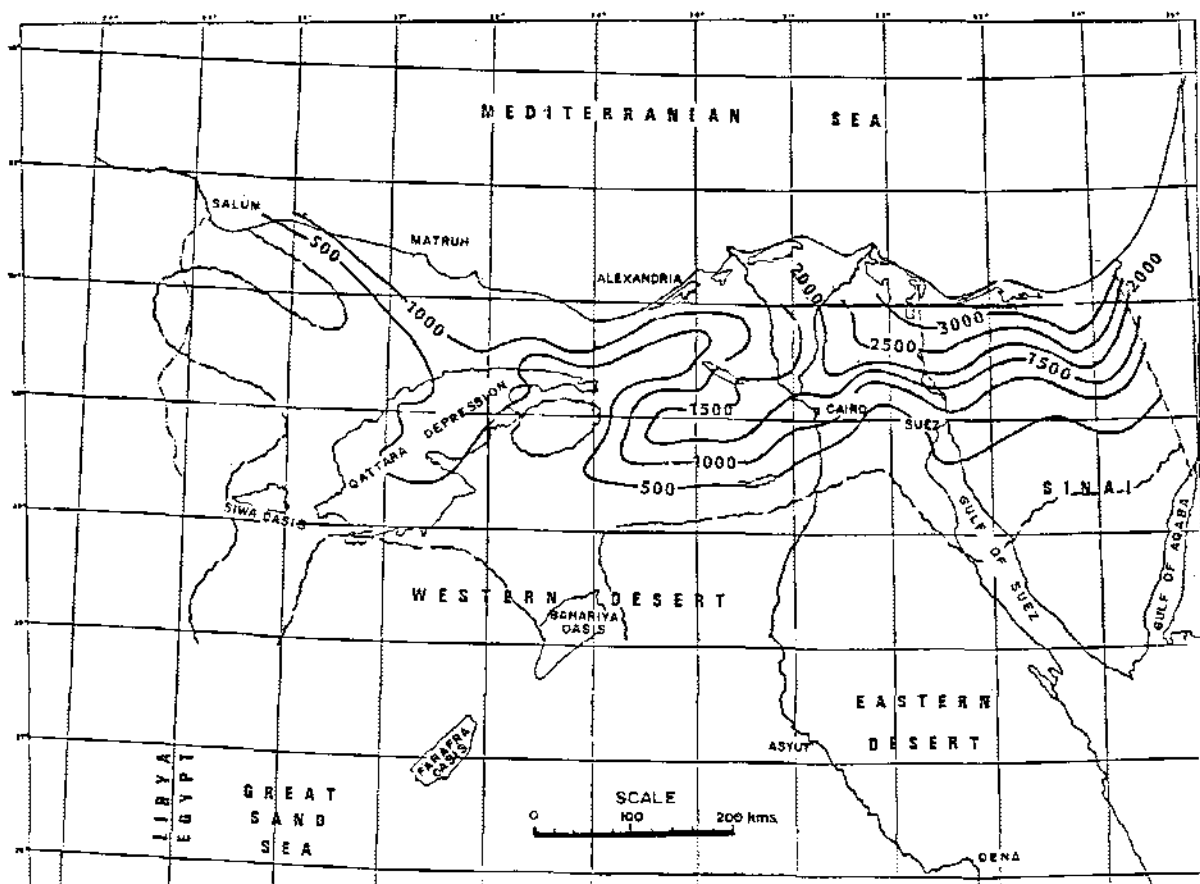 MEDITERRANIAN SEA
SALUM
500
MATRUH
1000
ALEXANDRIA
2000
2000
3000
2500
1500
QATTARA DEPRESSION
1500
CAIRO
SUEZ
1000
500
SINAI
SIWA OASIS
GULF OF SUEZ
GULF OF AQABA
WESTERN DESERT
BAHARIYA
OASIS
EASTERN
DESERT
FARAFRA
OASIS
ASYUT
LIBYA
EGYPT
GREAT
SAND
SEA
SCALE
0 100 200 kms.
QENA